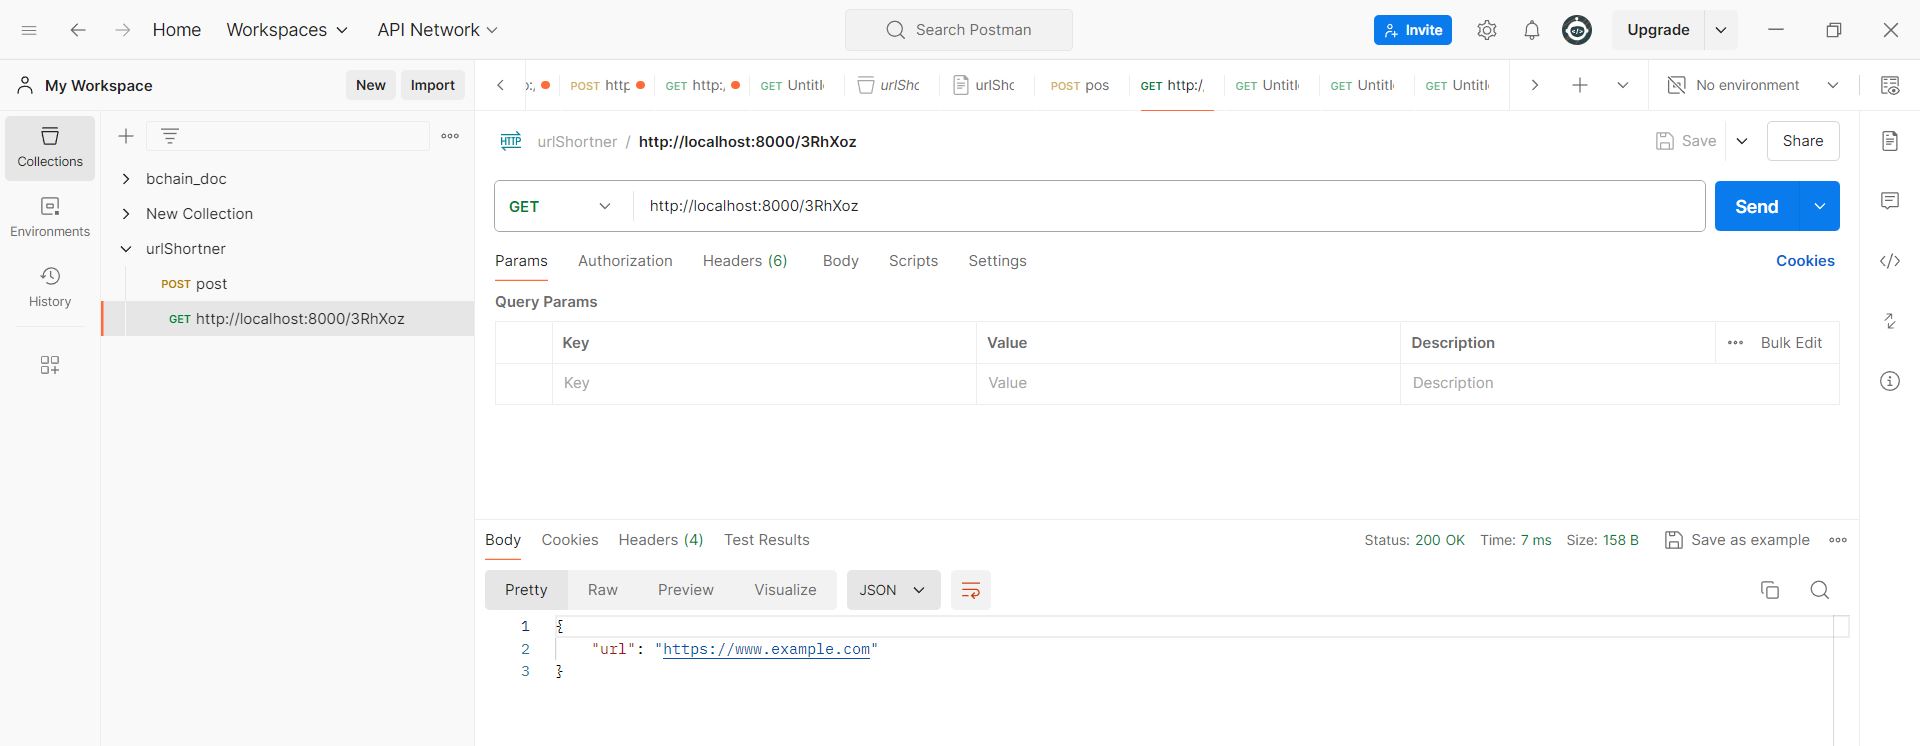 Home Workspaces API Network Search Postman Invite Upgrade
My Workspace New Import
POST http GET http: GET Untitl urlSho urlSho POST pos GET http:/ GET Untitl GET Untitl GET Untitl No environment
Collections
Environments
History
bchain_doc
New Collection
urlShortner
POST post
GET http://localhost:8000/3RhXoz
HTTP urlShortner / http://localhost:8000/3RhXoz Save Share
GET http://localhost:8000/3RhXoz Send
Params Authorization Headers (6) Body Scripts Settings Cookies
Query Params
Key Value Description Bulk Edit
Key Value Description
Body Cookies Headers (4) Test Results Status: 200 OK Time: 7 ms Size: 158 B Save as example
Pretty Raw Preview Visualize JSON
1 {
2 "url": "https://www.example.com"
3 }